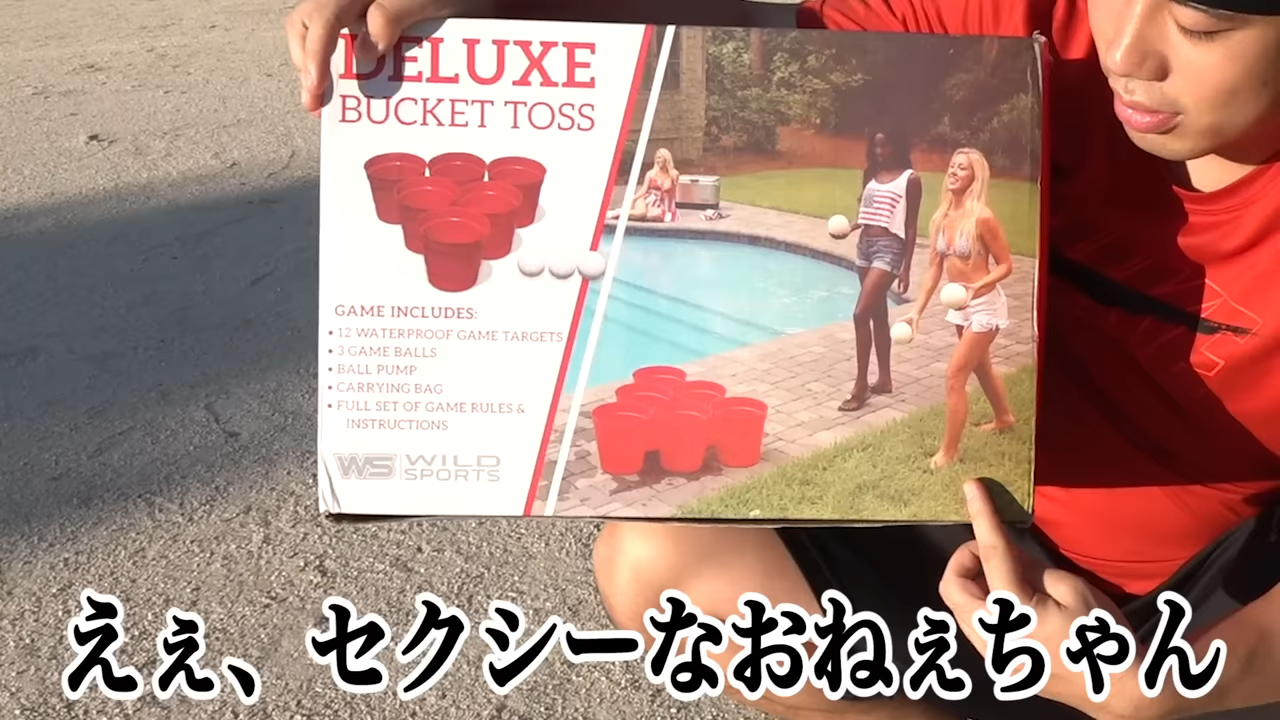 DELUXE
BUCKET TOSS
GAME INCLUDES:
• 12 WATERPROOF GAME TARGETS
• 3 GAME BALLS
• BALL PUMP
• CARRYING BAG
• FULL SET OF GAME RULES &
INSTRUCTIONS
WS WILD
SPORTS
えぇ、セクシーなおねぇちゃん